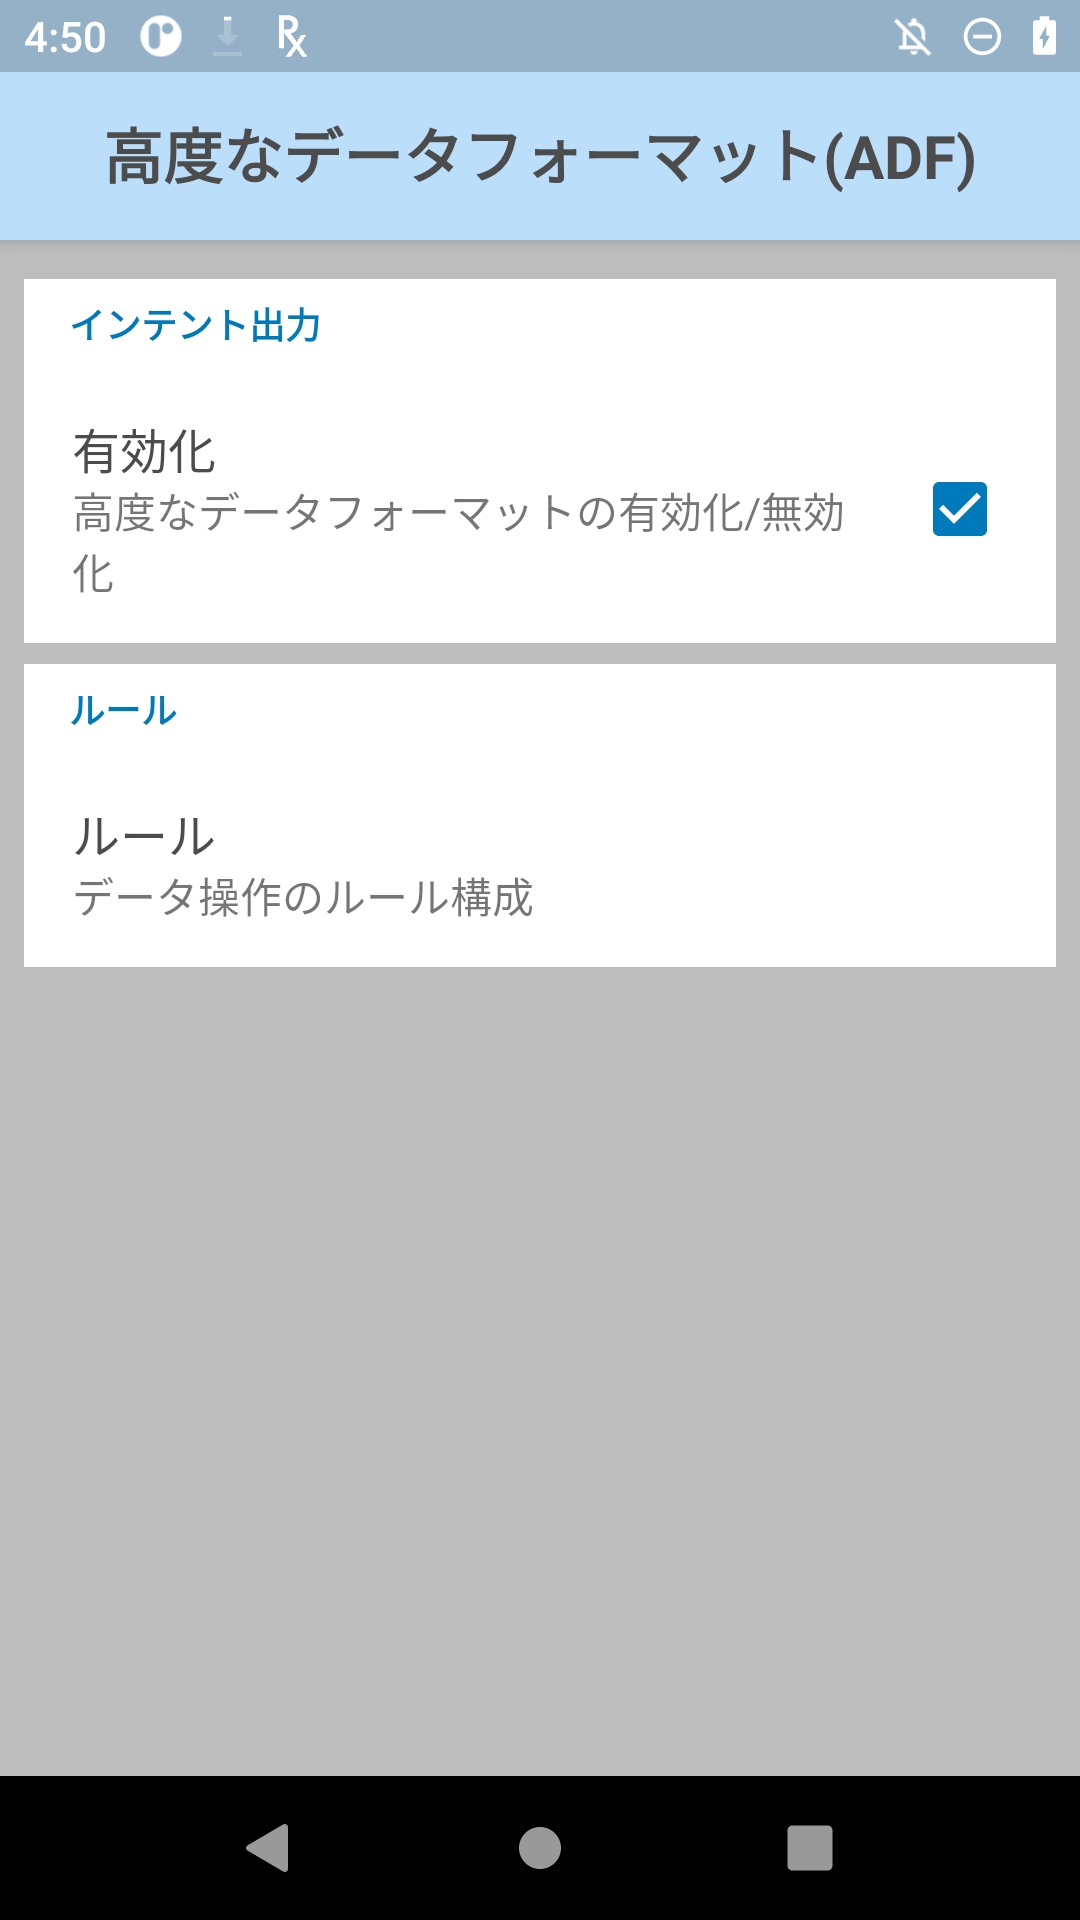 4:50
高度なデータフォーマット(ADF)
インテント出力
有効化
高度なデータフォーマットの有効化/無効
化
ルール
ルール
データ操作のルール構成